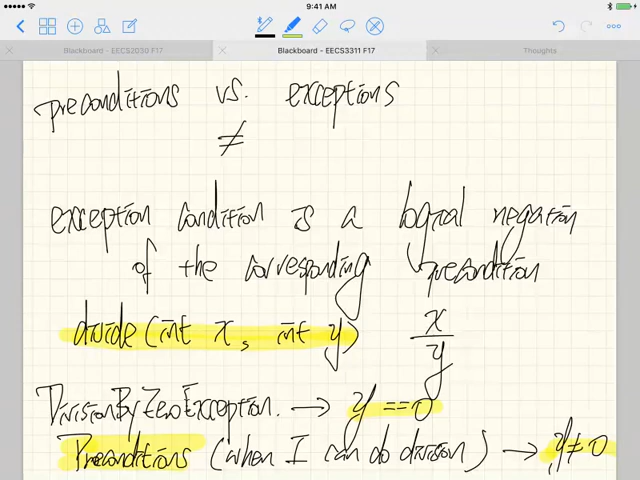 9:41 AM
Blackboard — EECS2030 F17
Blackboard — EECS3311 F17
Thoughts
preconditions vs. exceptions
≠
exception condition is a logical negation
of the corresponding precondition
divide (int x, int y) x
y
DivisionByZeroException. → y == 0
Preconditions (when I can do division) → y ≠ 0